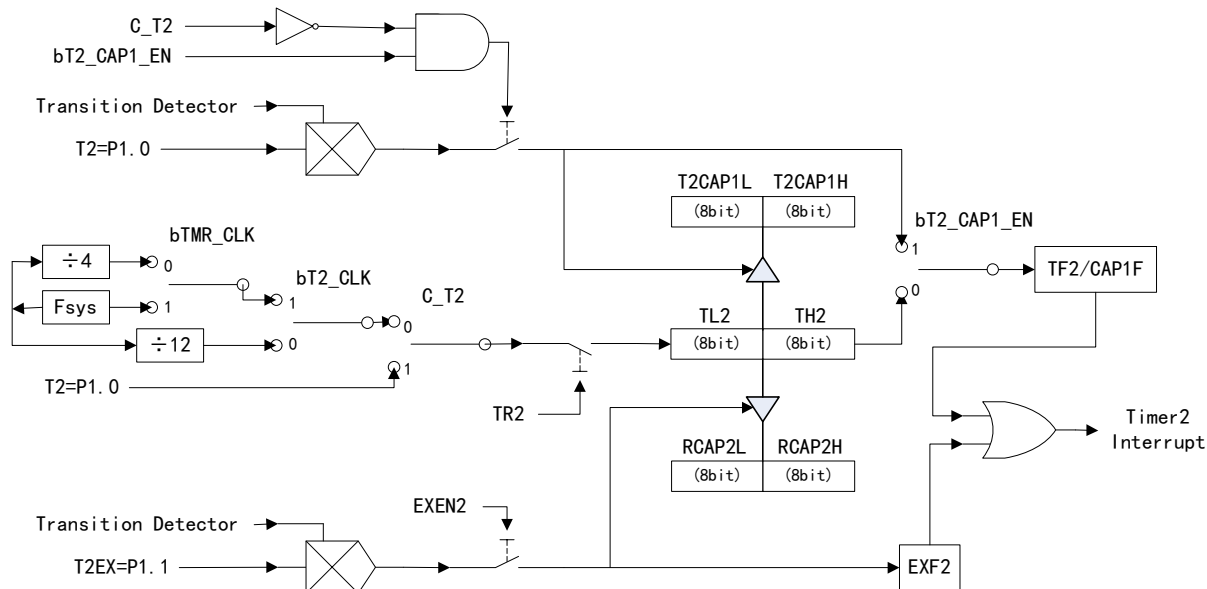 C_T2
bT2_CAP1_EN
Transition Detector
T2=P1.0
T2CAP1L T2CAP1H
(8bit) (8bit)
bT2_CAP1_EN
1
0
TF2/CAP1F
bTMR_CLK
÷4
0
Fsys
1
bT2_CLK
1
÷12
0
C_T2
0
1
T2=P1.0
TR2
TL2 TH2
(8bit) (8bit)
RCAP2L RCAP2H
(8bit) (8bit)
Timer2
Interrupt
EXEN2
Transition Detector
T2EX=P1.1
EXF2